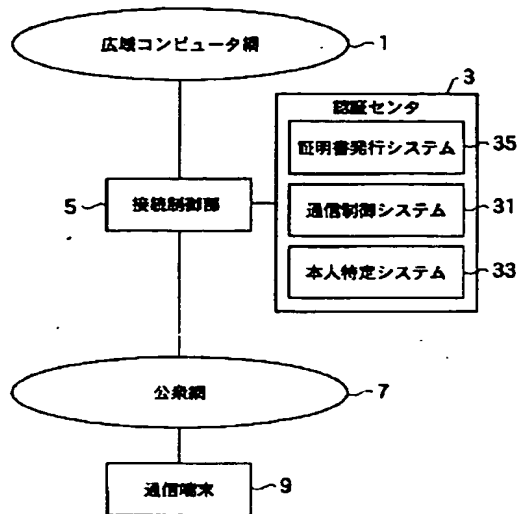 広域コンピュータ網
1
3
認証センタ
証明書発行システム
35
5
接続制御部
通信制御システム
31
本人特定システム
33
公衆網
7
通信端末
9